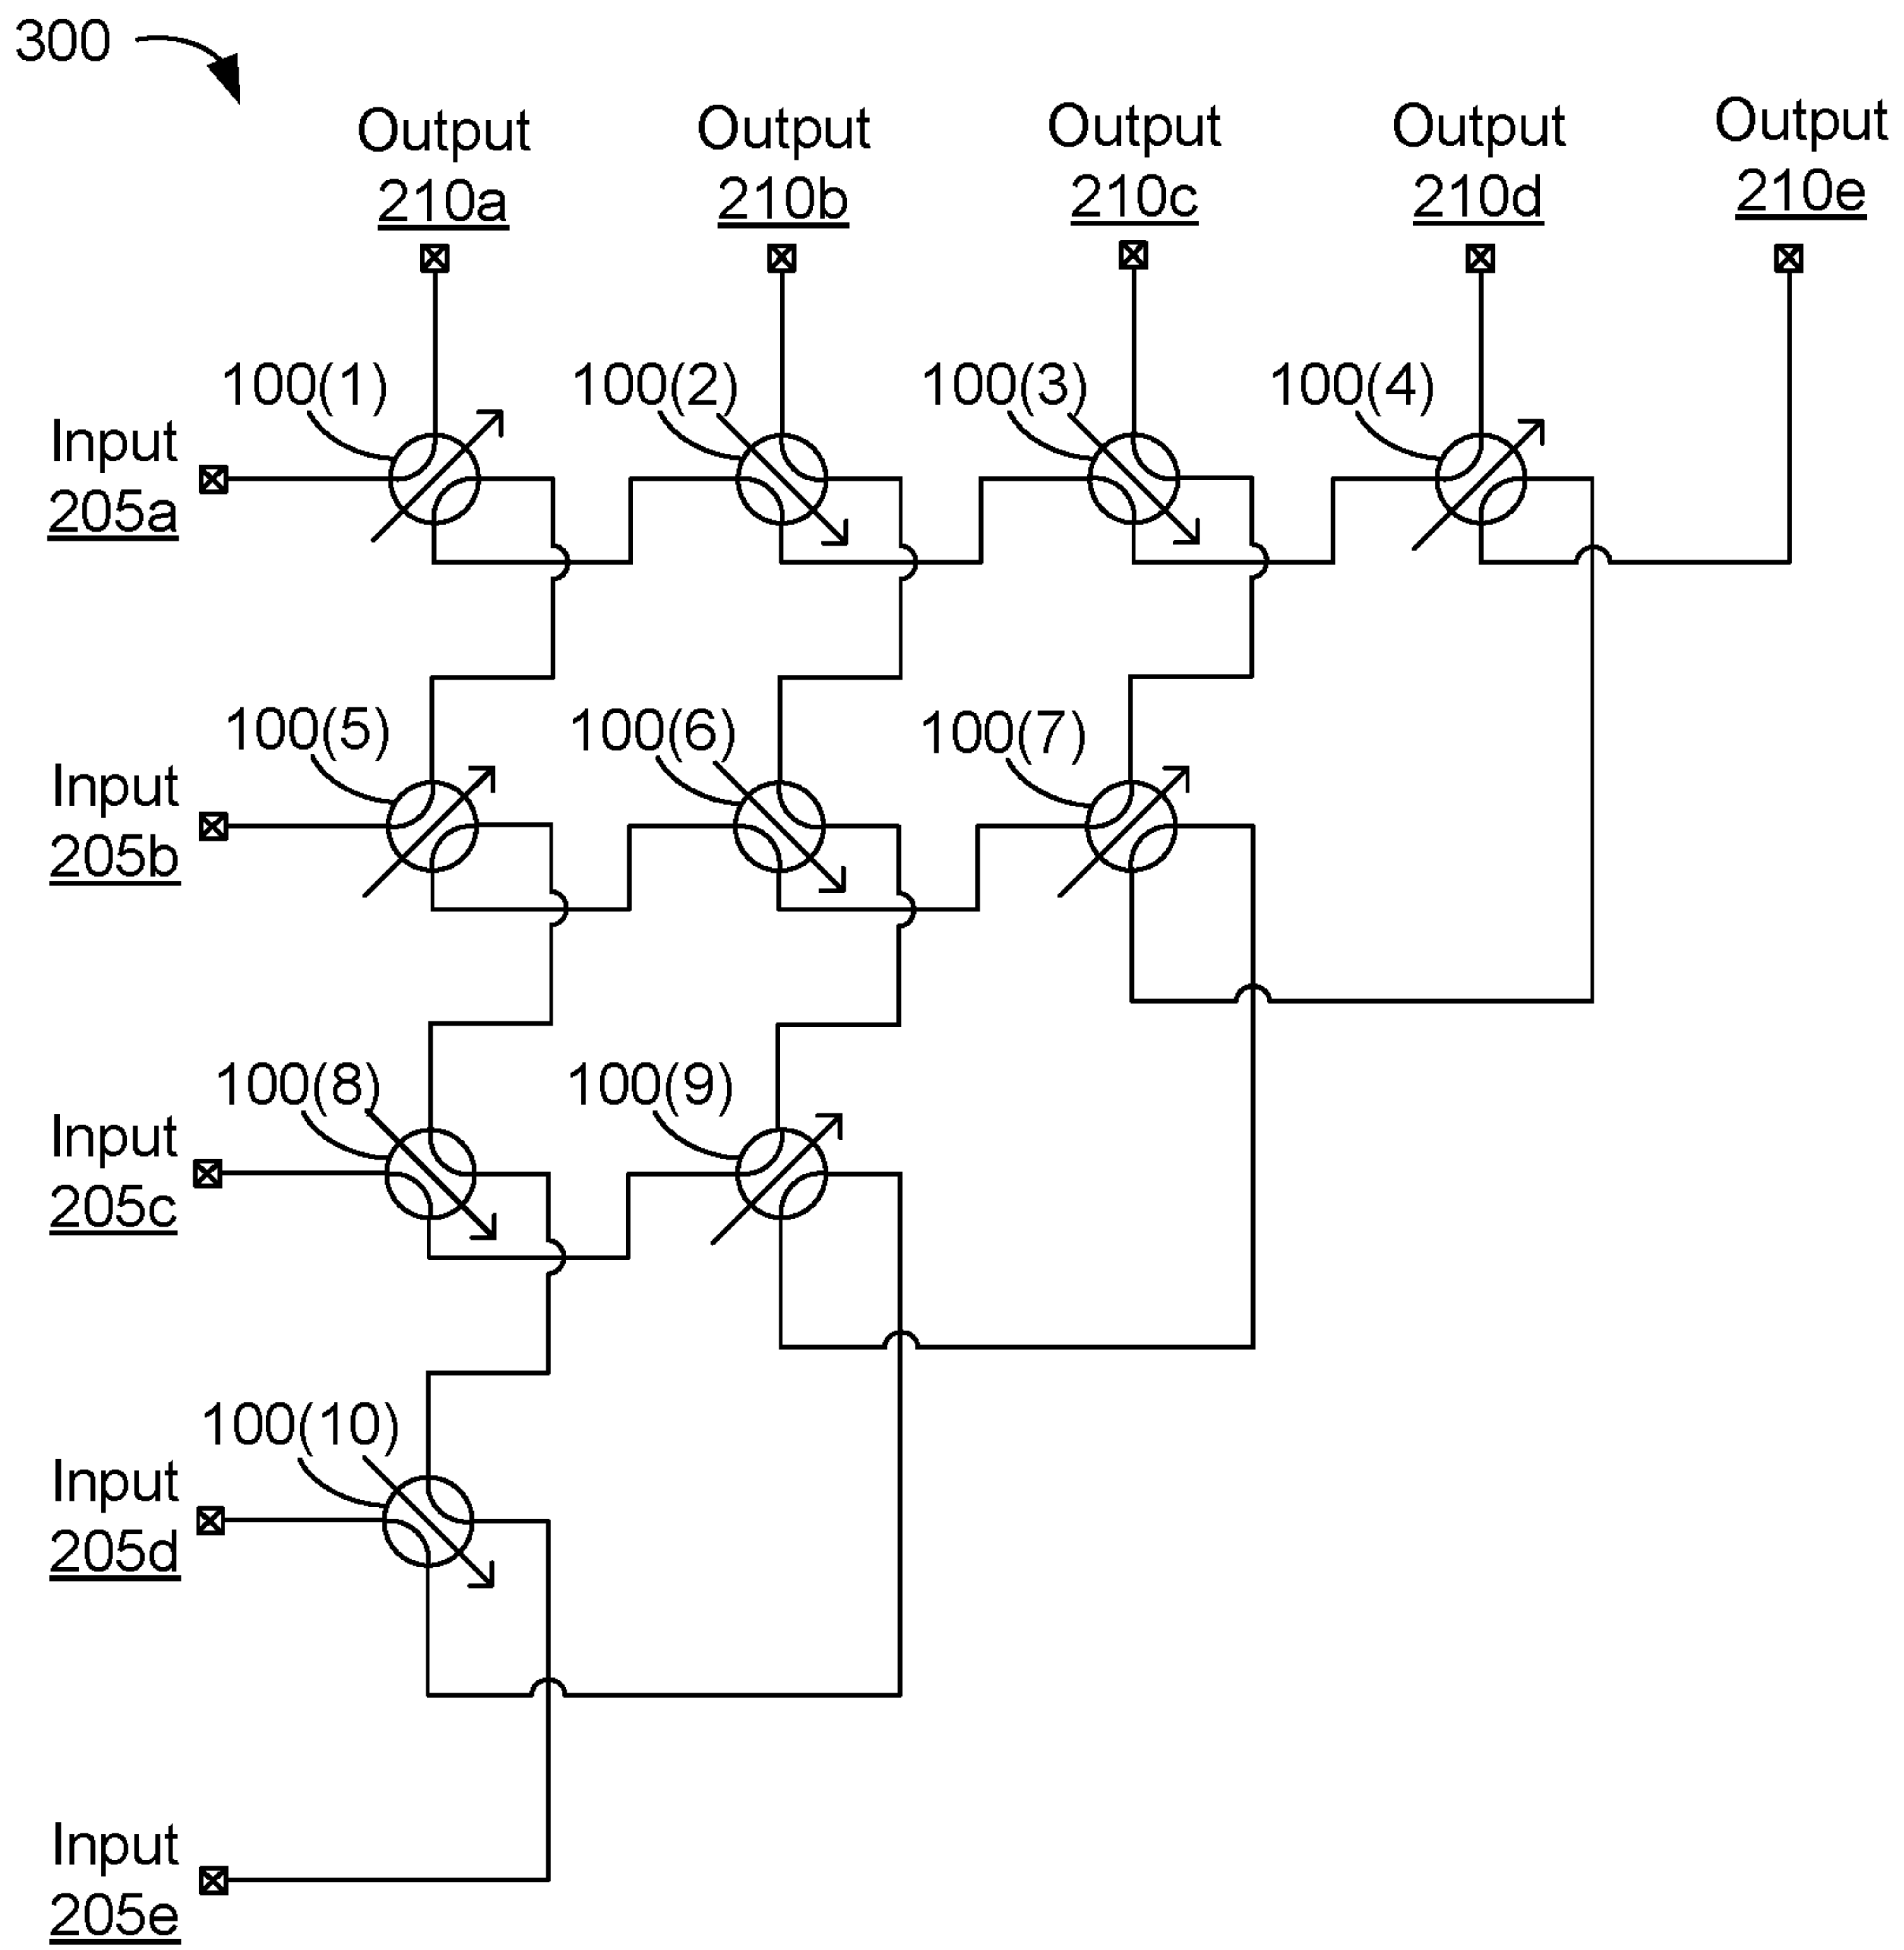 300
Output
210a
Output
210b
Output
210c
Output
210d
Output
210e
100(1)
100(2)
100(3)
100(4)
Input
205a
100(5)
100(6)
100(7)
Input
205b
100(8)
100(9)
Input
205c
100(10)
Input
205d
Input
205e